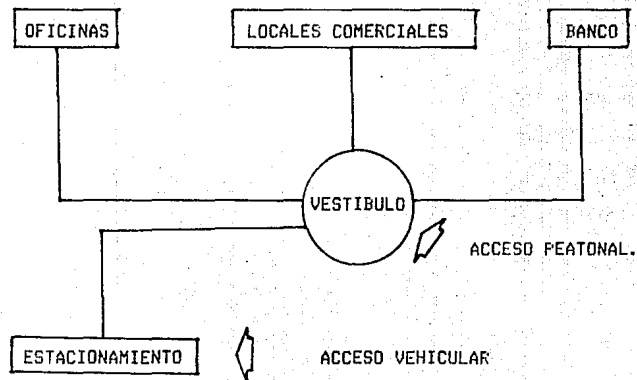 OFICINAS
LOCALES COMERCIALES
BANCO
VESTIBULO
ACCESO PEATONAL.
ESTACIONAMIENTO
ACCESO VEHICULAR